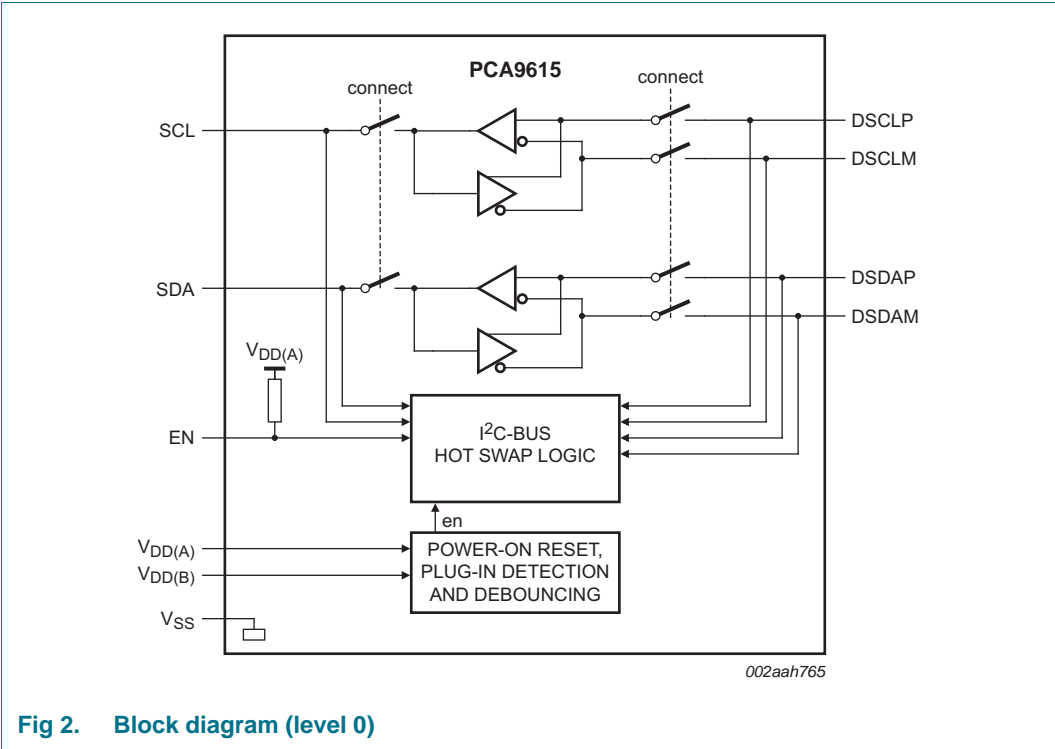 PCA9615
connect
connect
SCL
DSCLP
DSCLM
SDA
DSDAP
DSDAM
VDD(A)
EN
I2C-BUS
HOT SWAP LOGIC
en
VDD(A)
VDD(B)
POWER-ON RESET,
PLUG-IN DETECTION
AND DEBOUNCING
VSS
002aah765
Fig 2. Block diagram (level 0)